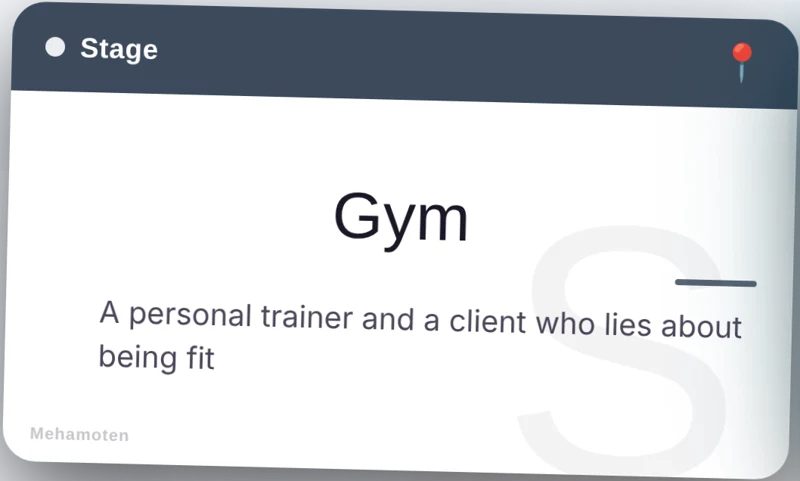 Stage
Gym
A personal trainer and a client who lies about
being fit
Mehamoten
S